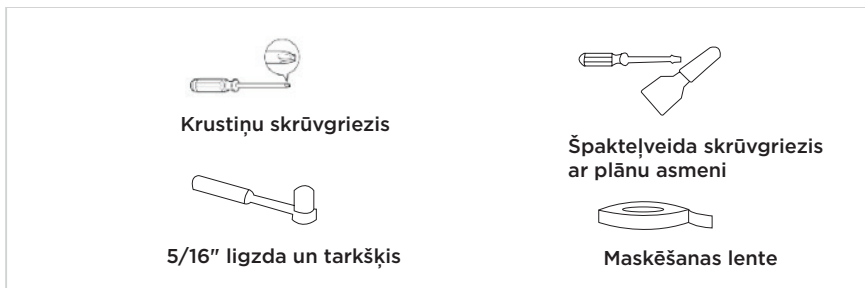 Krustiņu skrūvgriezis
Špakteļveida skrūvgriezis
ar plānu asmeni
5/16" ligzda un tarkšķis
Maskēšanas lente